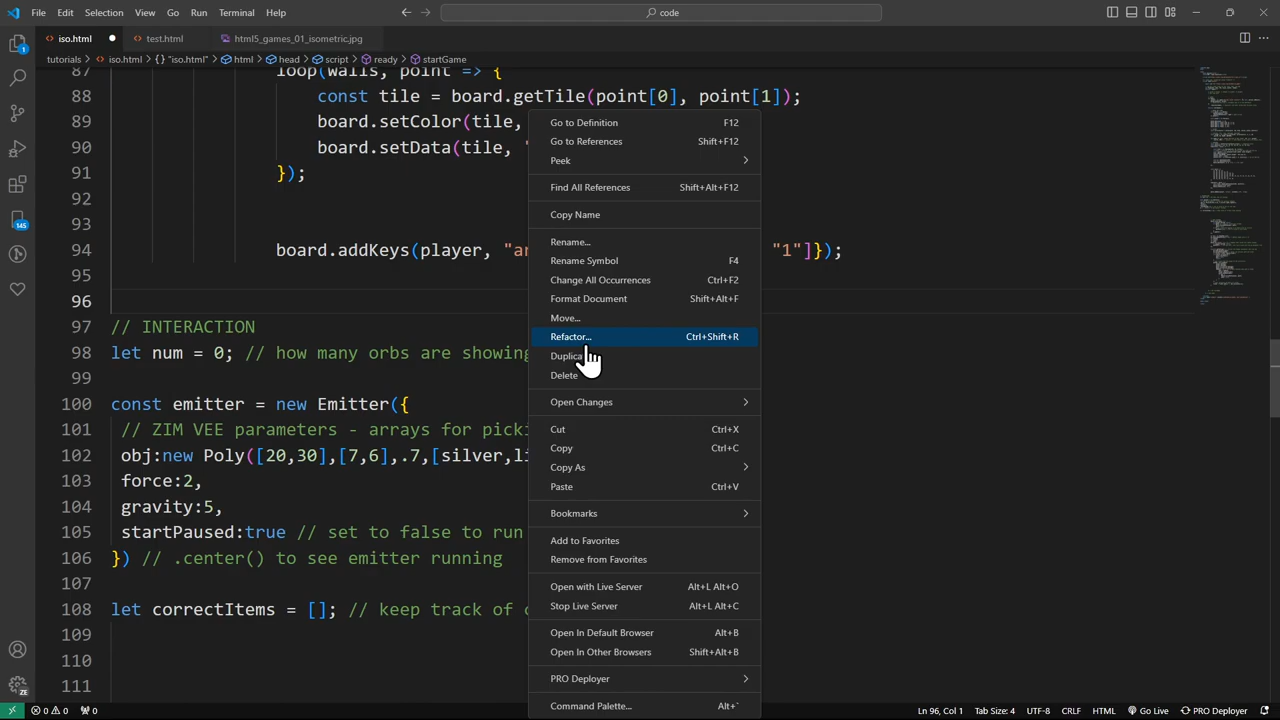 File Edit Selection View Go Run Terminal Help
code
iso.html
test.html
html5_games_01_isometric.jpg
tutorials > iso.html > {} "iso.html" > html > head > script > ready > startGame
87 loop(walls, point => {
88 const tile = board.getTile(point[0], point[1]);
89 board.setColor(tile,
90 board.setData(tile, "
91 });
92
93
94 board.addKeys(player, "ar "1"]});
95
96
97 // INTERACTION
98 let num = 0; // how many orbs are showing
99
100 const emitter = new Emitter({
101 // ZIM VEE parameters - arrays for picki
102 obj:new Poly([20,30],[7,6],.7,[silver,li
103 force:2,
104 gravity:5,
105 startPaused:true // set to false to run
106 }) // .center() to see emitter running
107
108 let correctItems = []; // keep track of c
109
110
111
Go to Definition F12
Go to References Shift+F12
Peek
Find All References Shift+Alt+F12
Copy Name
Rename...
Rename Symbol F4
Change All Occurrences Ctrl+F2
Format Document Shift+Alt+F
Move...
Refactor... Ctrl+Shift+R
Duplica
Delete
Open Changes
Cut Ctrl+X
Copy Ctrl+C
Copy As
Paste Ctrl+V
Bookmarks
Add to Favorites
Remove from Favorites
Open with Live Server Alt+L Alt+O
Stop Live Server Alt+L Alt+C
Open In Default Browser Alt+B
Open In Other Browsers Shift+Alt+B
PRO Deployer
Command Palette... Alt+`
1
145
ZE
0 0 0
Ln 96, Col 1 Tab Size: 4 UTF-8 CRLF HTML Go Live PRO Deployer